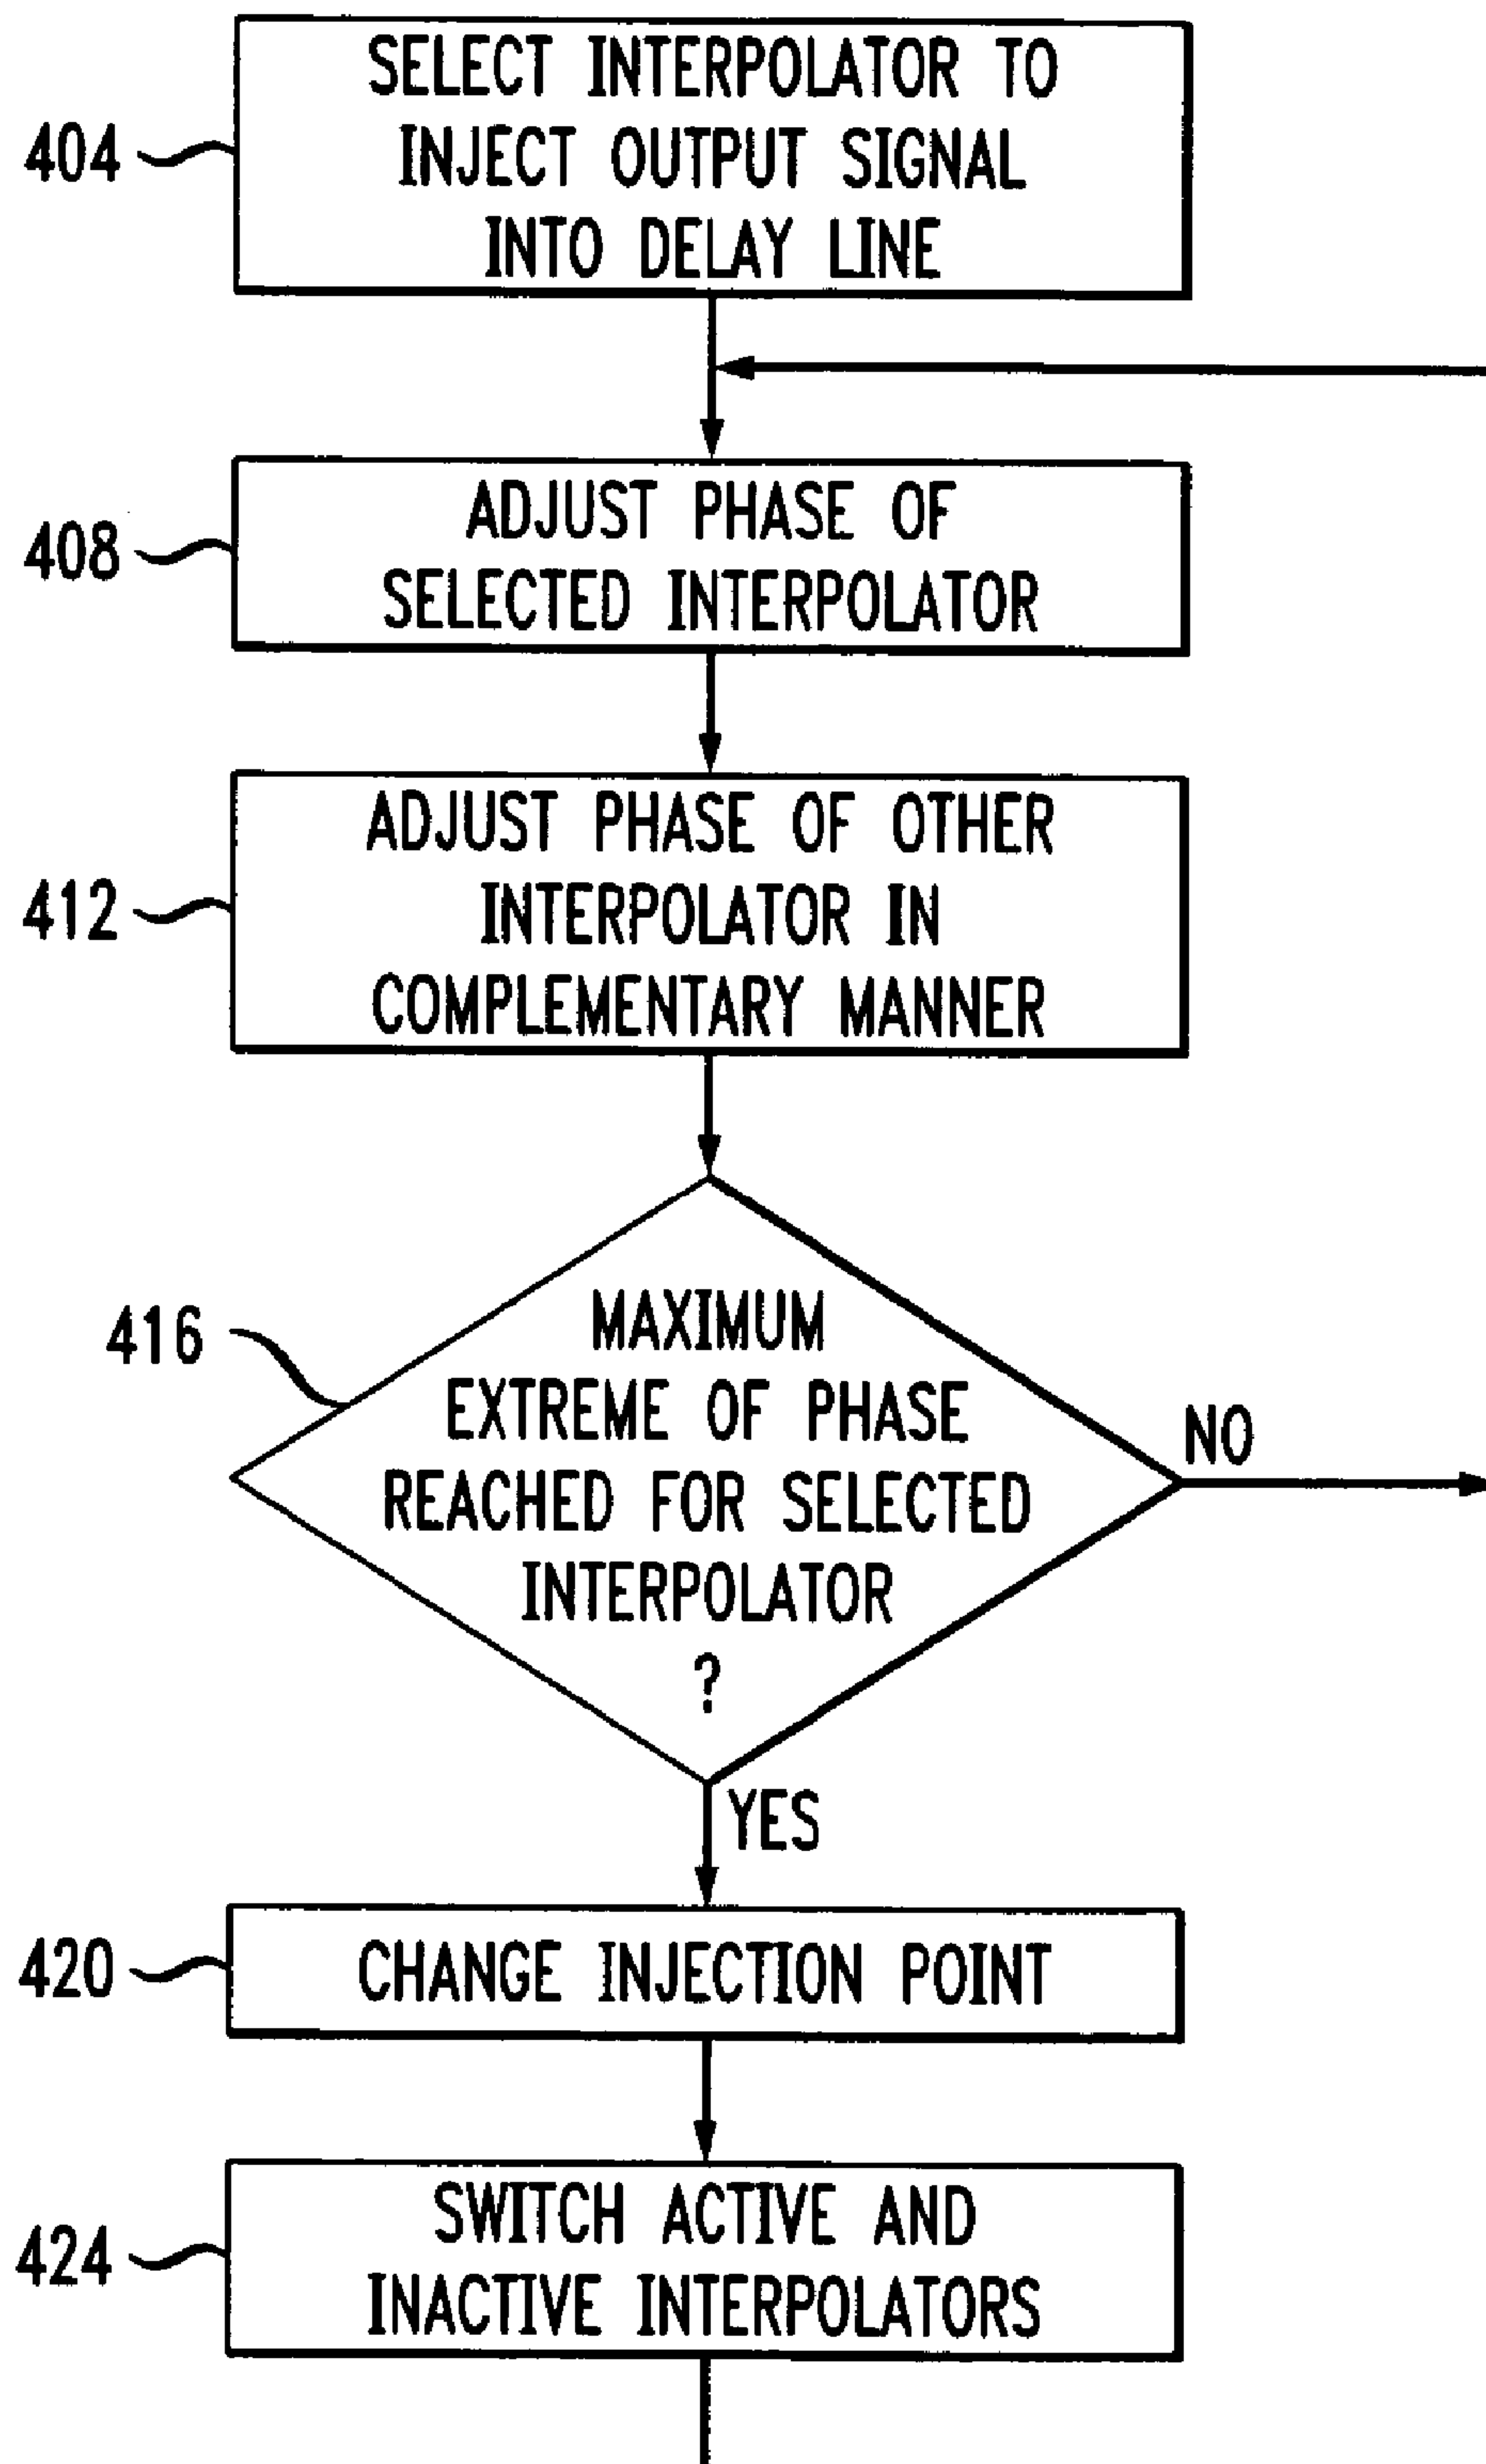 SELECT INTERPOLATOR TO
INJECT OUTPUT SIGNAL
INTO DELAY LINE
404
ADJUST PHASE OF
SELECTED INTERPOLATOR
408
ADJUST PHASE OF OTHER
INTERPOLATOR IN
COMPLEMENTARY MANNER
412
MAXIMUM
EXTREME OF PHASE
REACHED FOR SELECTED
INTERPOLATOR
?
416
NO
YES
CHANGE INJECTION POINT
420
SWITCH ACTIVE AND
INACTIVE INTERPOLATORS
424